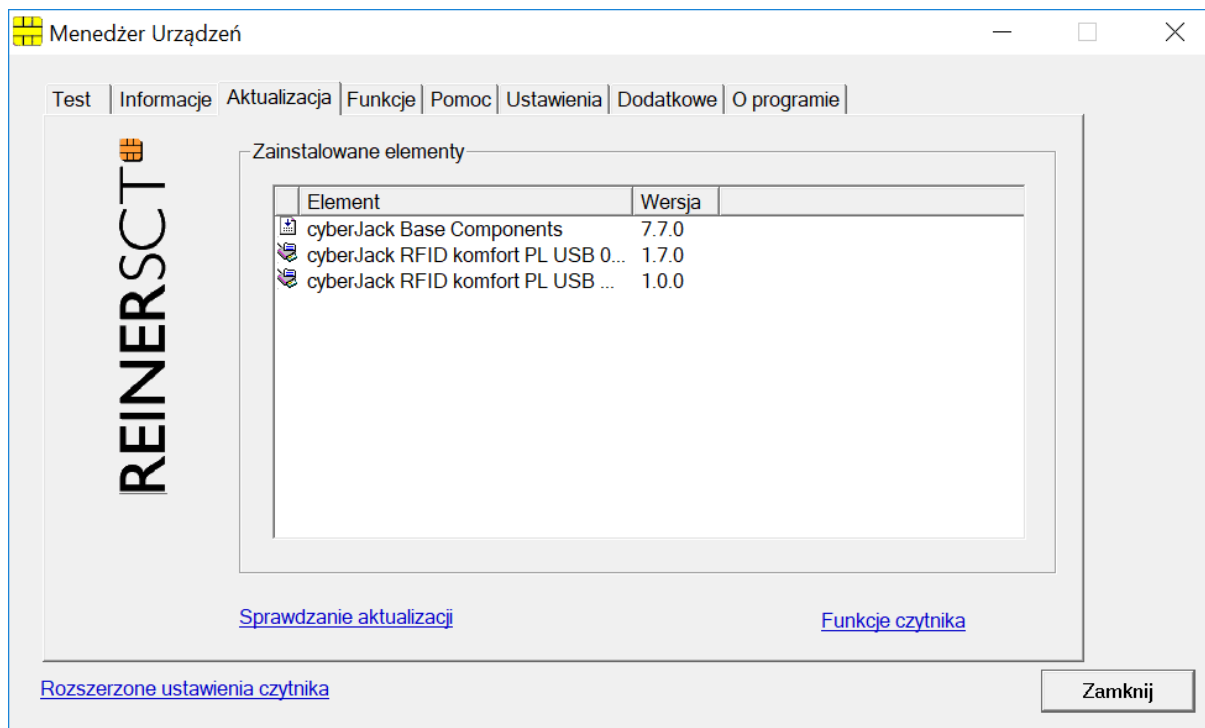 Menedżer Urządzeń
Test Informacje Aktualizacja Funkcje Pomoc Ustawienia Dodatkowe O programie
REINERSCT
Zainstalowane elementy
Element Wersja
cyberJack Base Components 7.7.0
cyberJack RFID komfort PL USB 0... 1.7.0
cyberJack RFID komfort PL USB ... 1.0.0
Sprawdzanie aktualizacji
Funkcje czytnika
Rozszerzone ustawienia czytnika
Zamknij